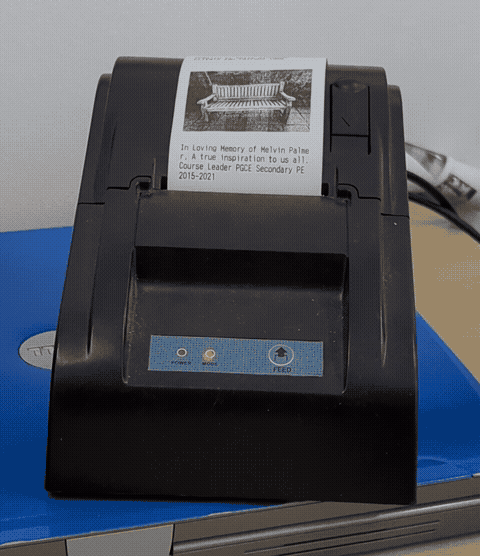 In Loving Memory of Melvin Palme
r. A true inspiration to us all.
Course Leader PGCE Secondary PE
2015-2021
POWER MODE
FEED